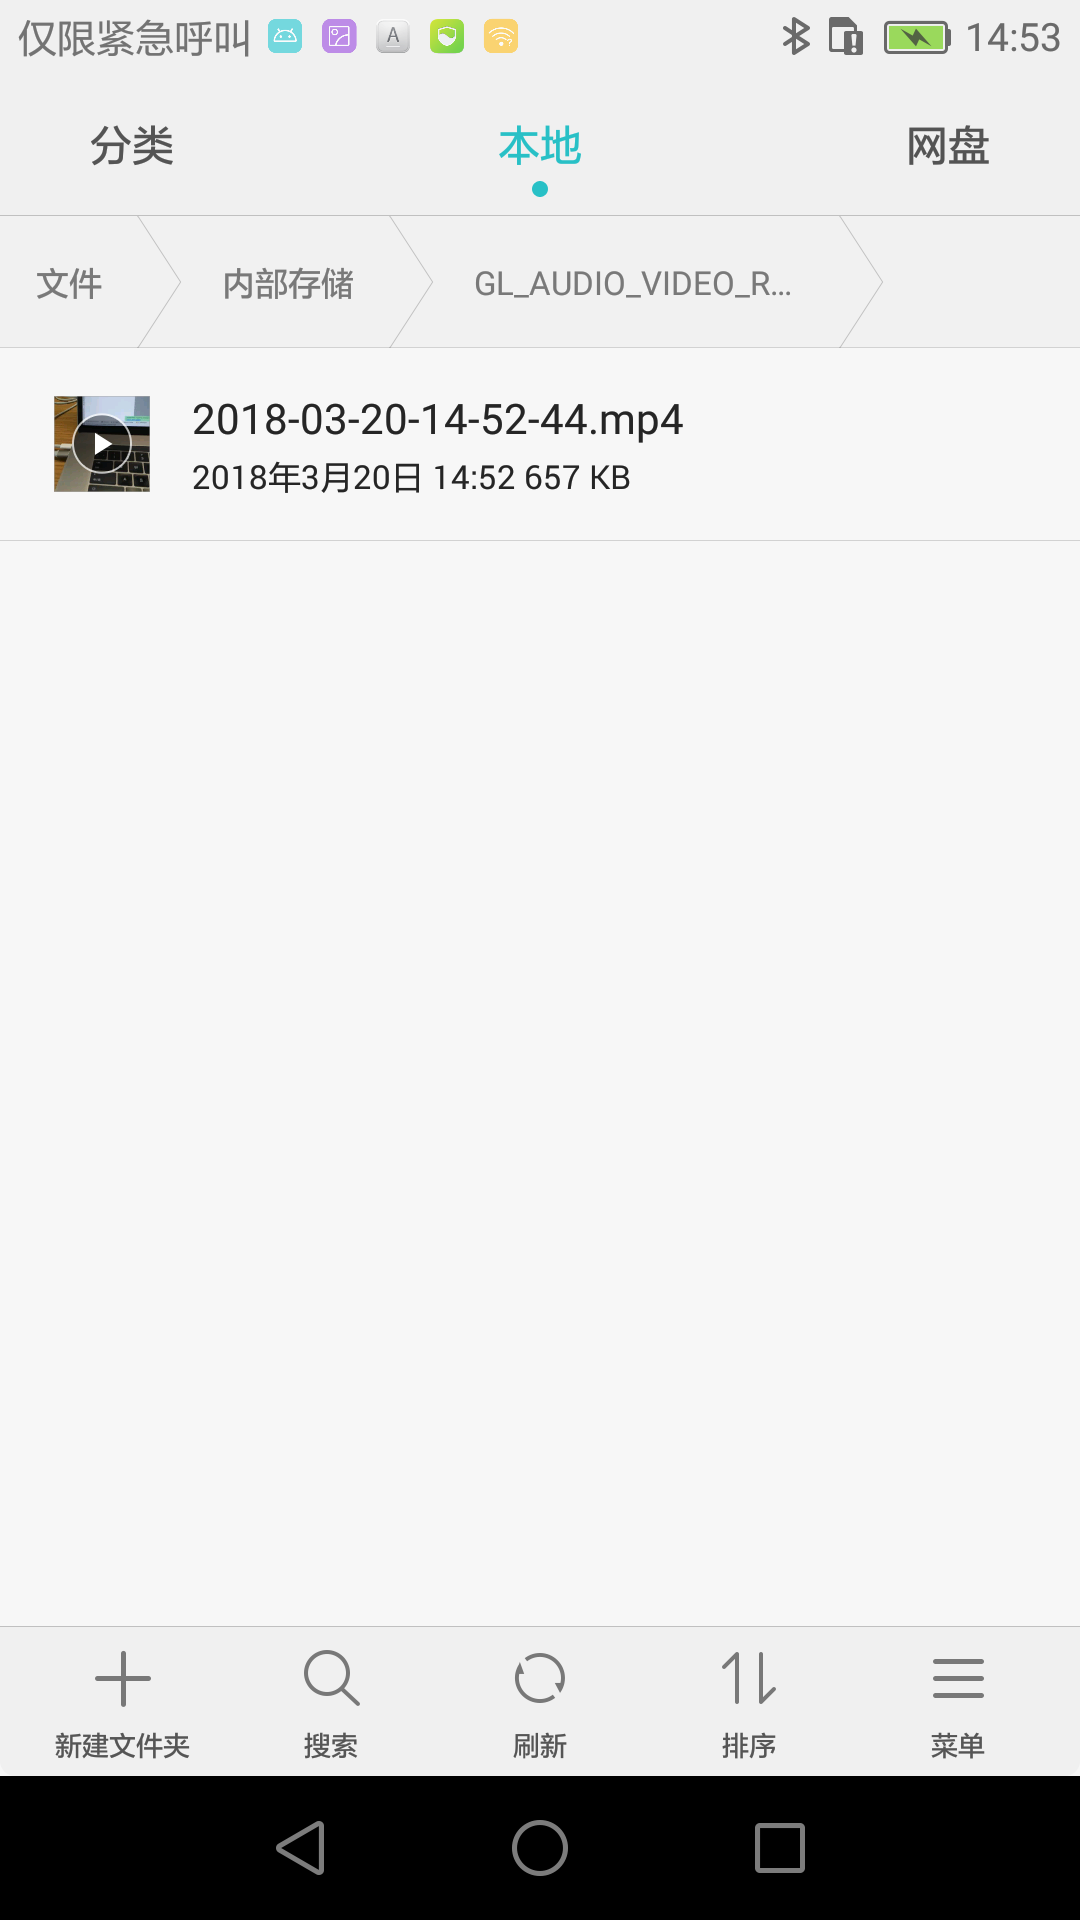 仅限紧急呼叫 14:53
分类 本地 网盘
文件 内部存储 GL_AUDIO_VIDEO_R...
2018-03-20-14-52-44.mp4
2018年3月20日 14:52 657 KB
新建文件夹 搜索 刷新 排序 菜单